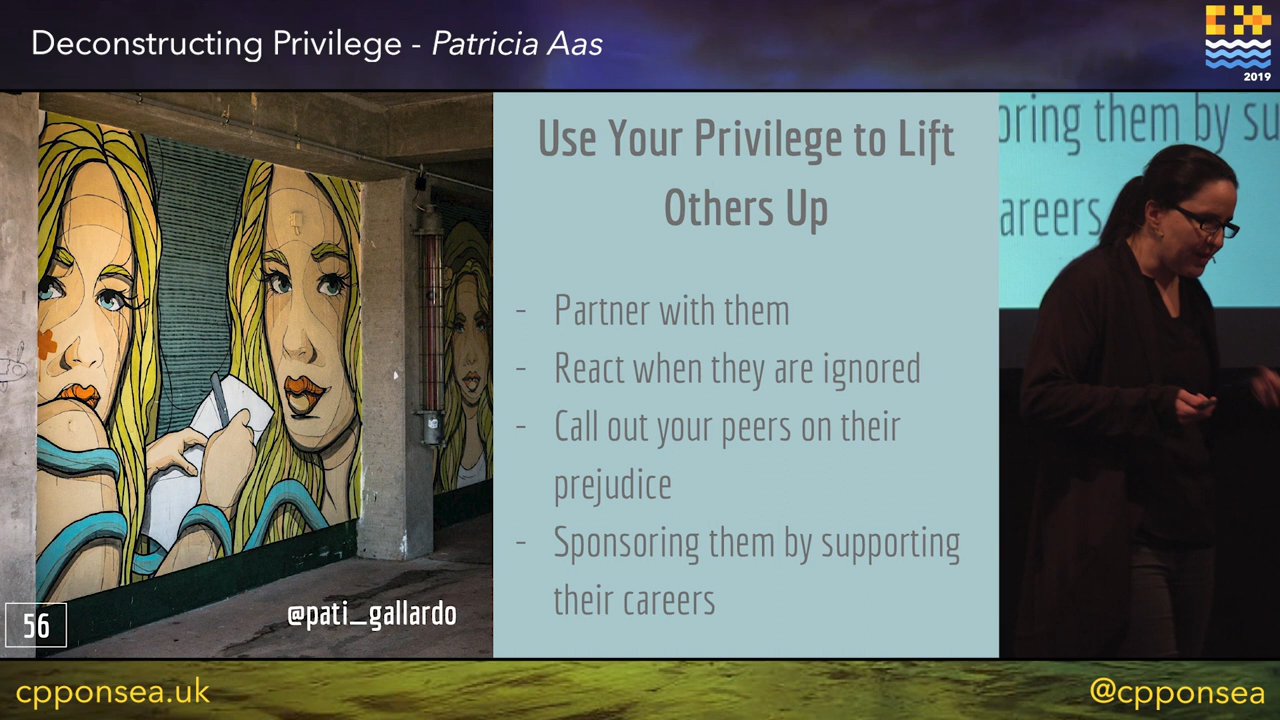 Deconstructing Privilege - Patricia Aas
2019
Use Your Privilege to Lift
Others Up
- Partner with them
- React when they are ignored
- Call out your peers on their
prejudice
- Sponsoring them by supporting
their careers
oring them by su
areers
56
@pati_gallardo
cpponsea.uk
@cpponsea